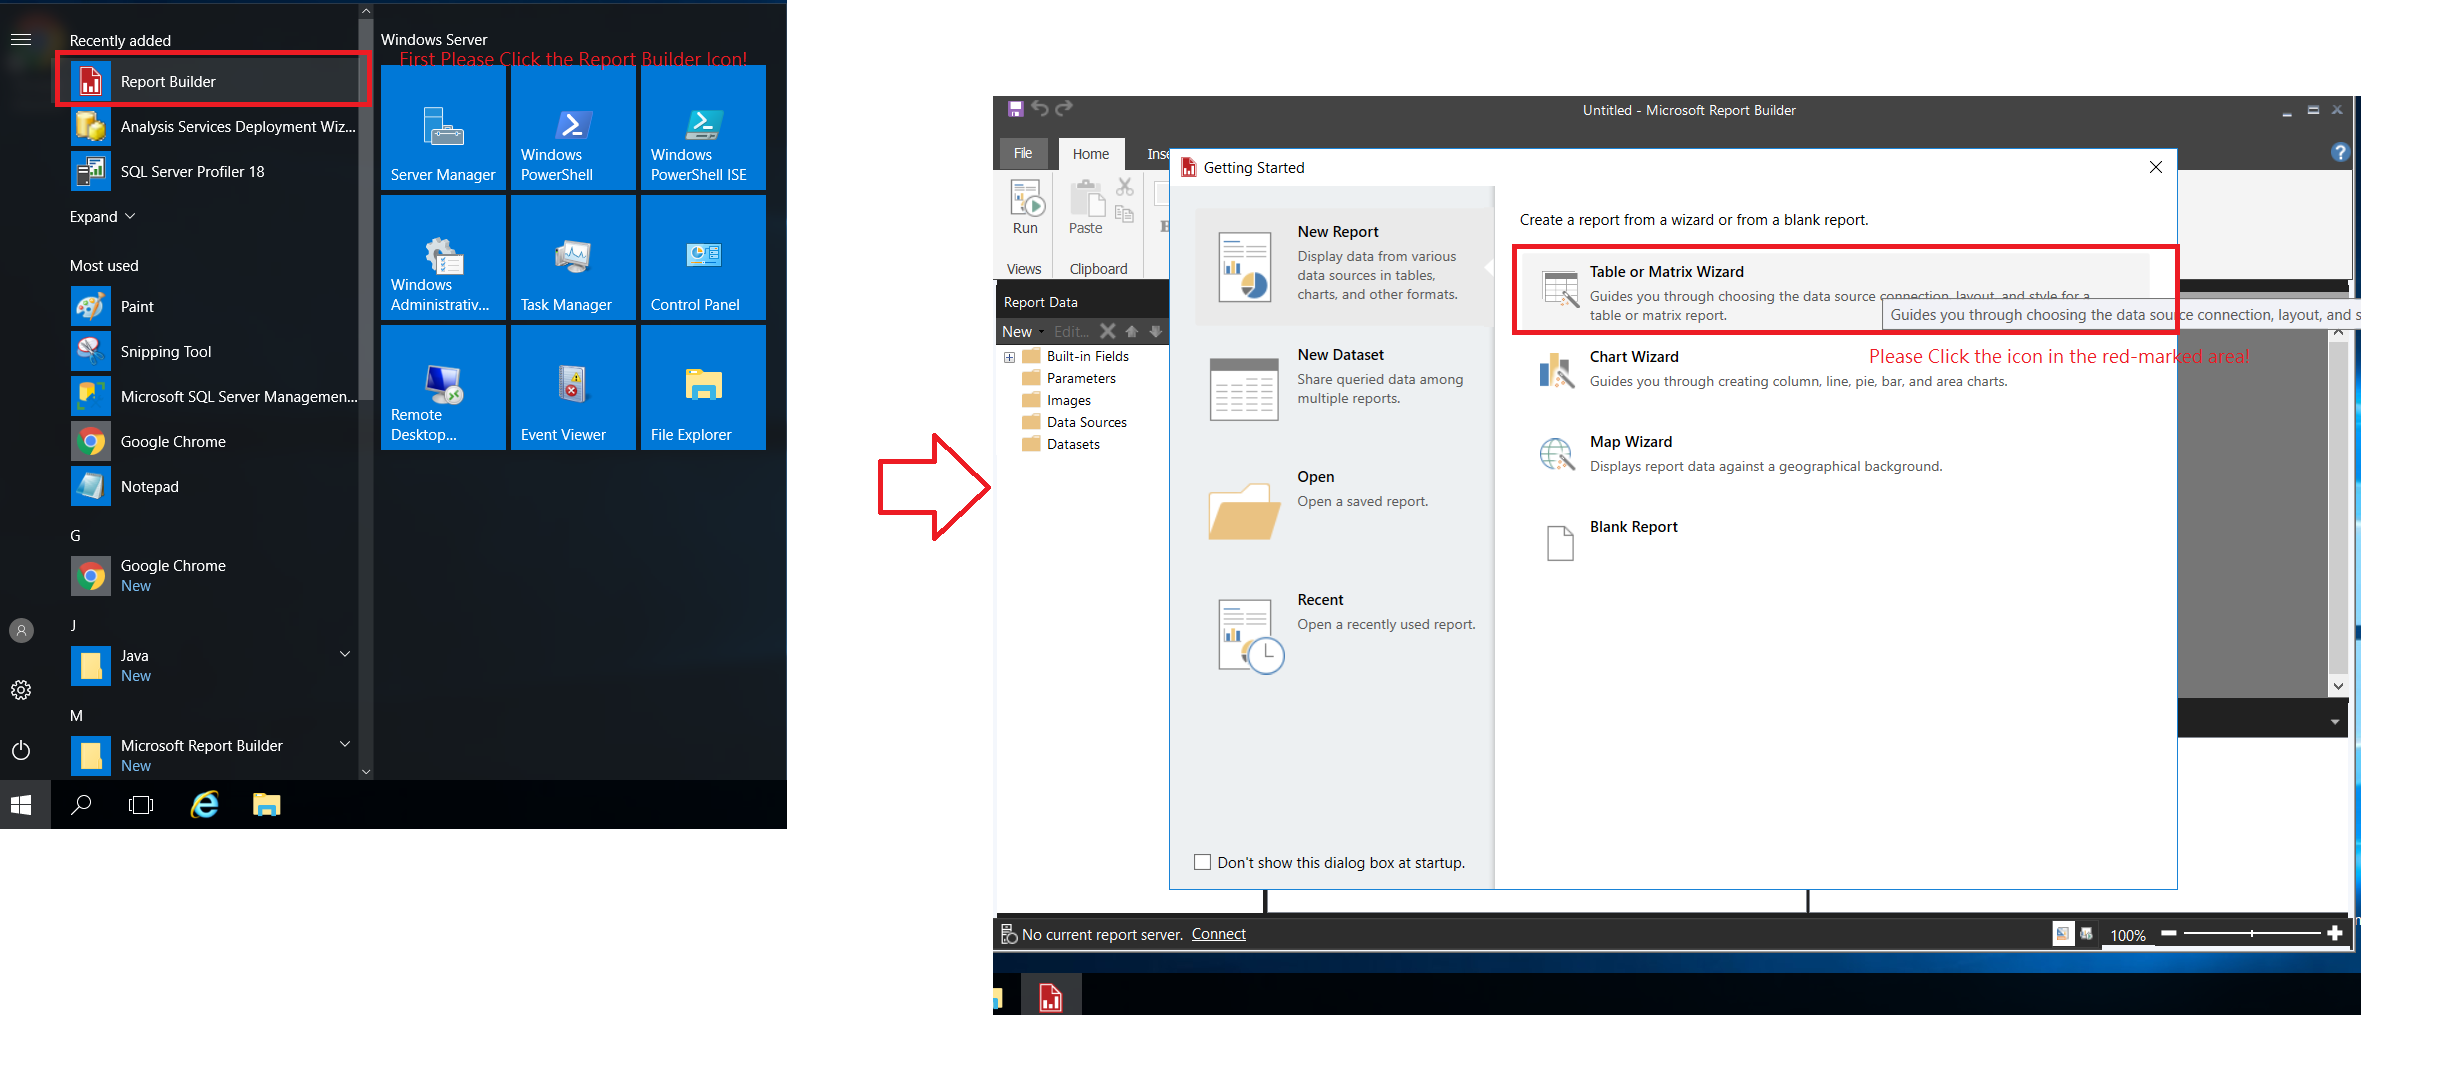 Recently added
Windows Server
First Please Click the Report Builder Icon!
Report Builder
Analysis Services Deployment Wiz...
SQL Server Profiler 18
Expand
Most used
Paint
Snipping Tool
Microsoft SQL Server Managemen...
Google Chrome
Notepad
G
Google Chrome
New
J
Java
New
M
Microsoft Report Builder
New
Server Manager
Windows
PowerShell
Windows
PowerShell ISE
Windows
Administrativ...
Task Manager
Control Panel
Remote
Desktop...
Event Viewer
File Explorer
Untitled - Microsoft Report Builder
File
Home
Inse
Run
Paste
Views
Clipboard
Report Data
New
Edit...
Built-in Fields
Parameters
Images
Data Sources
Datasets
Getting Started
New Report
Display data from various
data sources in tables,
charts, and other formats.
New Dataset
Share queried data among
multiple reports.
Open
Open a saved report.
Recent
Open a recently used report.
Don't show this dialog box at startup.
Create a report from a wizard or from a blank report.
Table or Matrix Wizard
Guides you through choosing the data source connection, layout, and style for a
table or matrix report.
Guides you through choosing the data source connection, layout, and s
Please Click the icon in the red-marked area!
Chart Wizard
Guides you through creating column, line, pie, bar, and area charts.
Map Wizard
Displays report data against a geographical background.
Blank Report
No current report server. Connect
100%